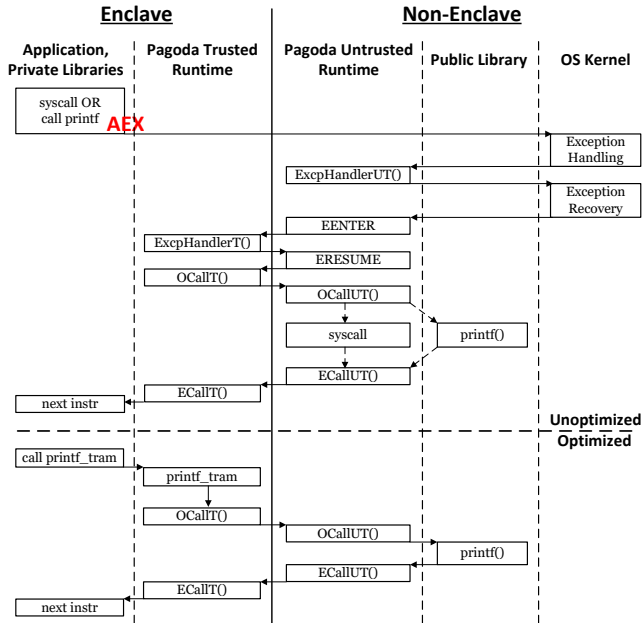 Enclave
Non-Enclave
Application,
Private Libraries
Pagoda Trusted
Runtime
Pagoda Untrusted
Runtime
Public Library
OS Kernel
syscall OR
call printf
AEX
Exception
Handling
ExcpHandlerUT()
Exception
Recovery
EENTER
ExcpHandlerT()
ERESUME
OCallT()
OCallUT()
syscall
printf()
ECallUT()
ECallT()
next instr
Unoptimized
Optimized
call printf_tram
printf_tram
OCallT()
OCallUT()
printf()
ECallUT()
ECallT()
next instr